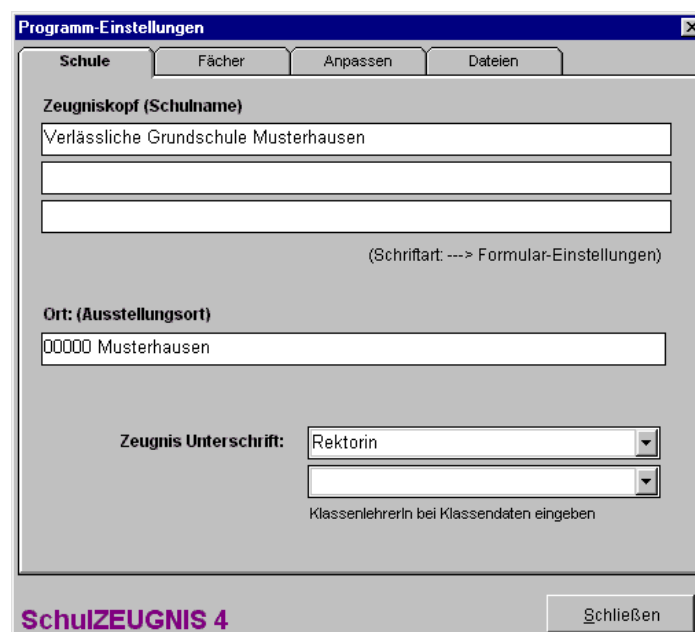 Programm-Einstellungen
Schule Fächer Anpassen Dateien
Zeugniskopf (Schulname)
Verlässliche Grundschule Musterhausen
(Schriftart: ---> Formular-Einstellungen)
Ort: (Ausstellungsort)
00000 Musterhausen
Zeugnis Unterschrift: Rektorin
KlassenlehrerIn bei Klassendaten eingeben
SchulZEUGNIS 4 Schließen